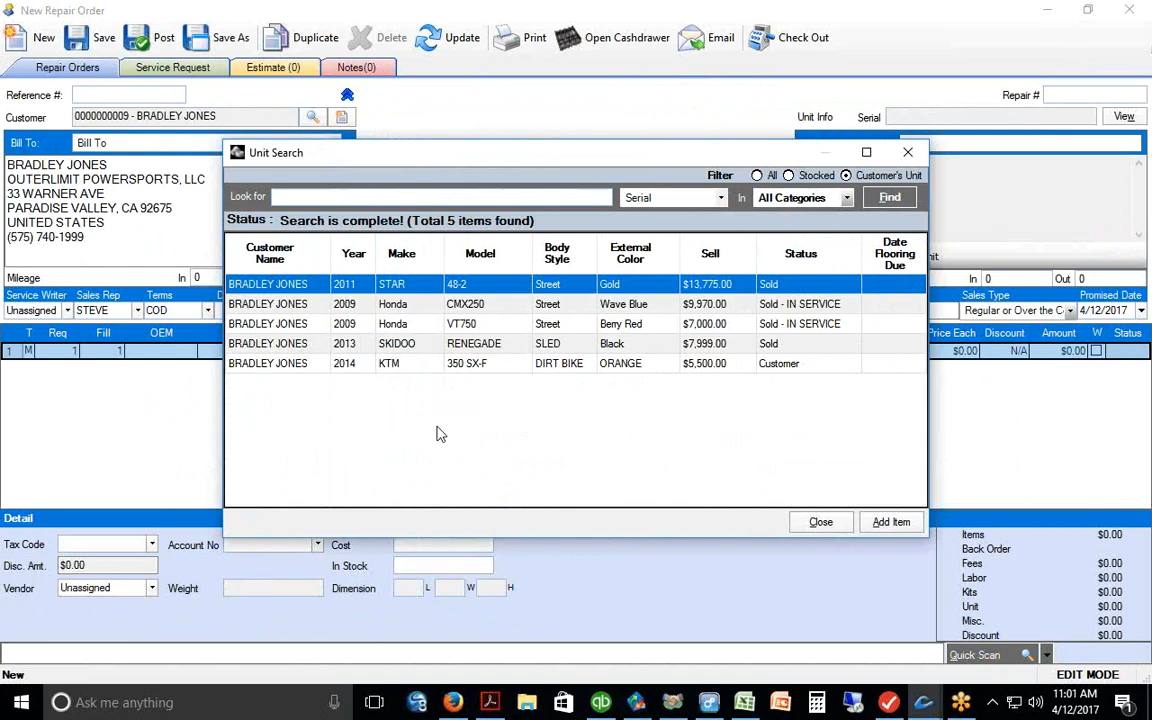 New Repair Order
New Save Post Save As Duplicate Delete Update Print Open Cashdrawer Email Check Out
Repair Orders Service Request Estimate (0) Notes(0)
Reference #: Repair #
Customer 0000000009 - BRADLEY JONES Unit Info Serial View
Bill To: Bill To
BRADLEY JONES
OUTERLIMIT POWERSPORTS, LLC
33 WARNER AVE
PARADISE VALLEY, CA 92675
UNITED STATES
(575) 740-1999
Unit Search
Filter All Stocked Customer's Unit
Look for Serial In All Categories Find
Status : Search is complete! (Total 5 items found)
Customer Name Year Make Model Body Style External Color Sell Status Date Flooring Due
BRADLEY JONES 2011 STAR 48-2 Street Gold $13,775.00 Sold
BRADLEY JONES 2009 Honda CMX250 Street Wave Blue $9,970.00 Sold - IN SERVICE
BRADLEY JONES 2009 Honda VT750 Street Berry Red $7,000.00 Sold - IN SERVICE
BRADLEY JONES 2013 SKIDOO RENEGADE SLED Black $7,999.00 Sold
BRADLEY JONES 2014 KTM 350 SX-F DIRT BIKE ORANGE $5,500.00 Customer
Close Add Item
Mileage In 0 In 0 Out 0
Service Writer Sales Rep Terms Sales Type Promised Date
Unassigned STEVE COD Regular or Over the Co 4/12/2017
T Req Fill OEM Price Each Discount Amount W Status
1 M 1 1 $0.00 N/A $0.00
Detail
Tax Code Account No Cost
Disc. Amt. $0.00 In Stock
Vendor Unassigned Weight Dimension L W H
Items $0.00
Back Order
Fees $0.00
Labor $0.00
Kits $0.00
Unit $0.00
Misc. $0.00
Discount $0.00
Quick Scan
New EDIT MODE
Ask me anything
11:01 AM
4/12/2017
1